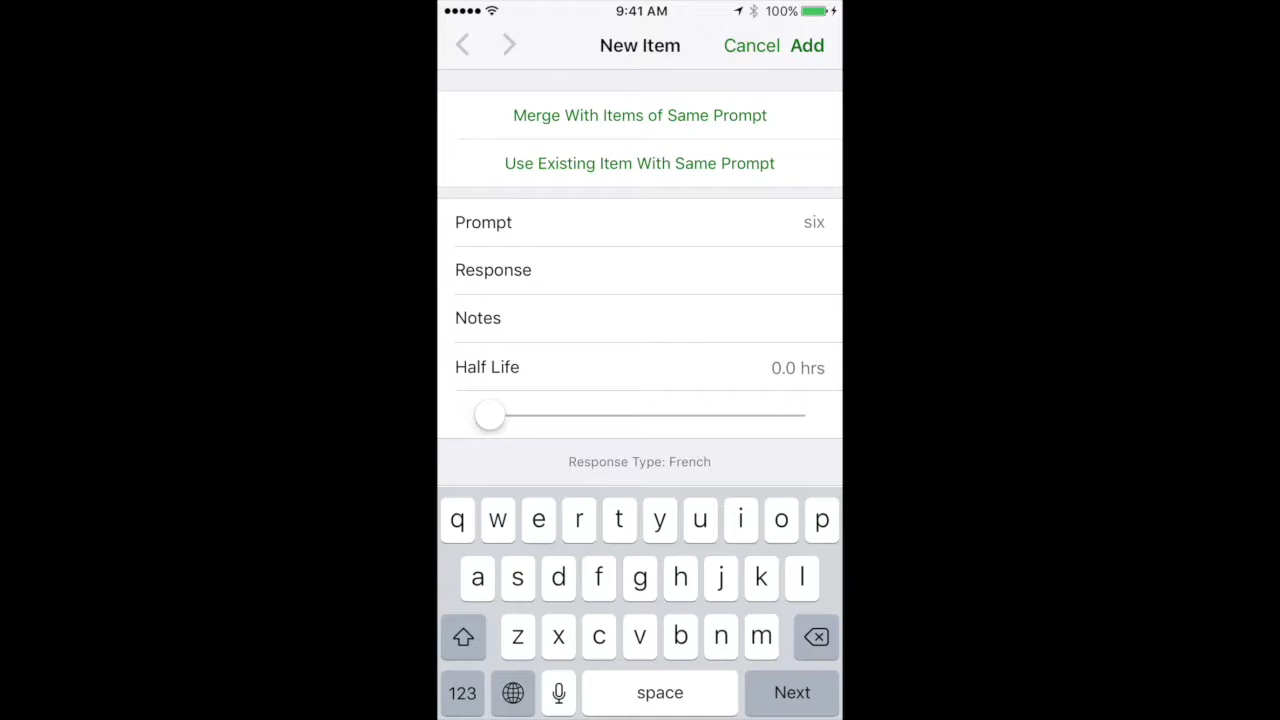 9:41 AM 100%
New Item Cancel Add
Merge With Items of Same Prompt
Use Existing Item With Same Prompt
Prompt six
Response
Notes
Half Life 0.0 hrs
Response Type: French
q w e r t y u i o p
a s d f g h j k l
z x c v b n m
123 space Next